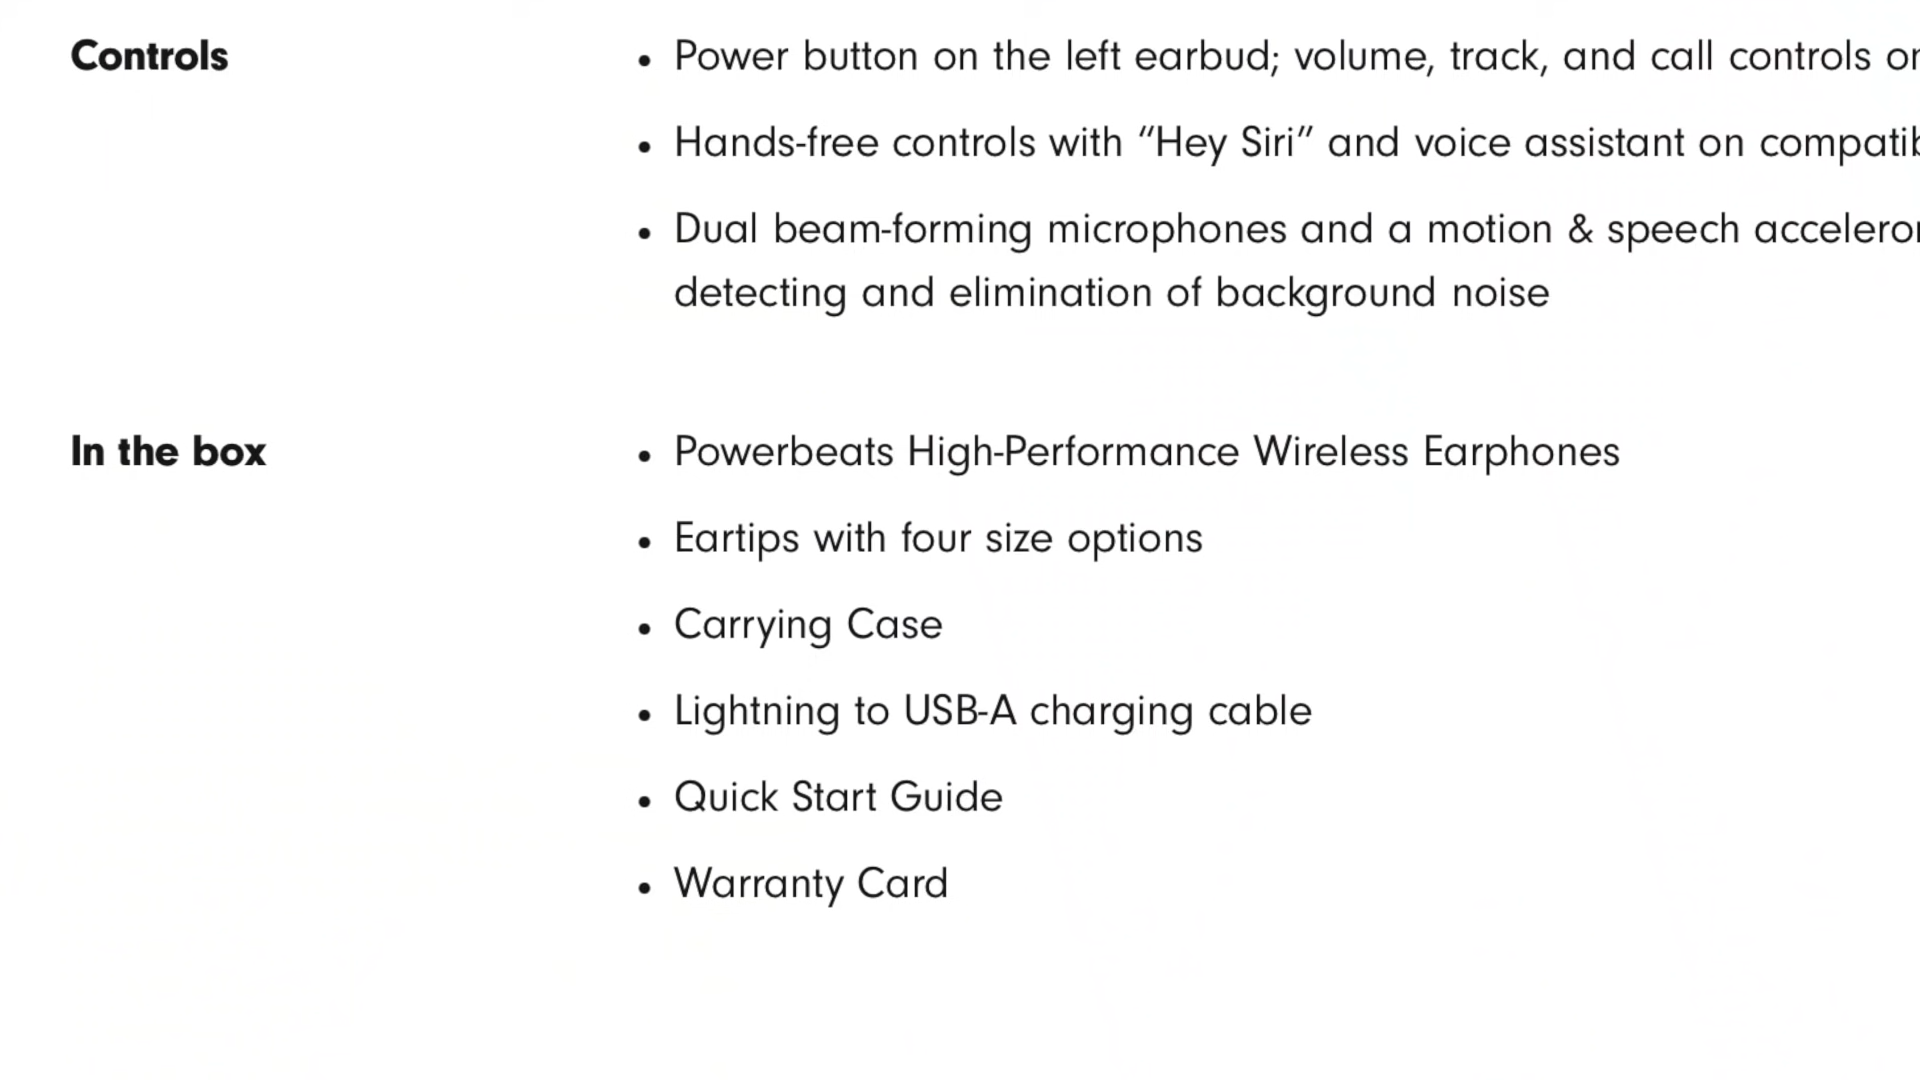 Controls
• Power button on the left earbud; volume, track, and call controls
• Hands-free controls with “Hey Siri” and voice assistant on
• Dual beam-forming microphones and a motion & speech
detecting and elimination of background noise
In the box
• Powerbeats High-Performance Wireless Earphones
• Eartips with four size options
• Carrying Case
• Lightning to USB-A charging cable
• Quick Start Guide
• Warranty Card